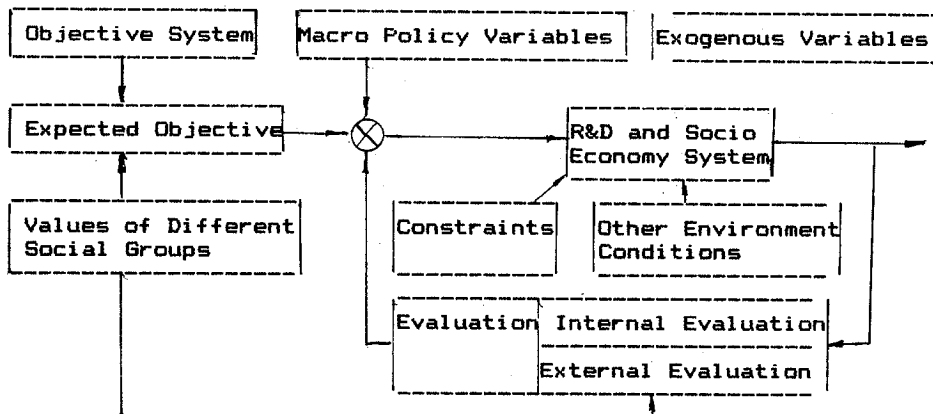 Objective System
Macro Policy Variables
Exogenous Variables
Expected Objective
R&D and Socio
Economy System
Values of Different
Social Groups
Constraints
Other Environment
Conditions
Evaluation
Internal Evaluation
External Evaluation